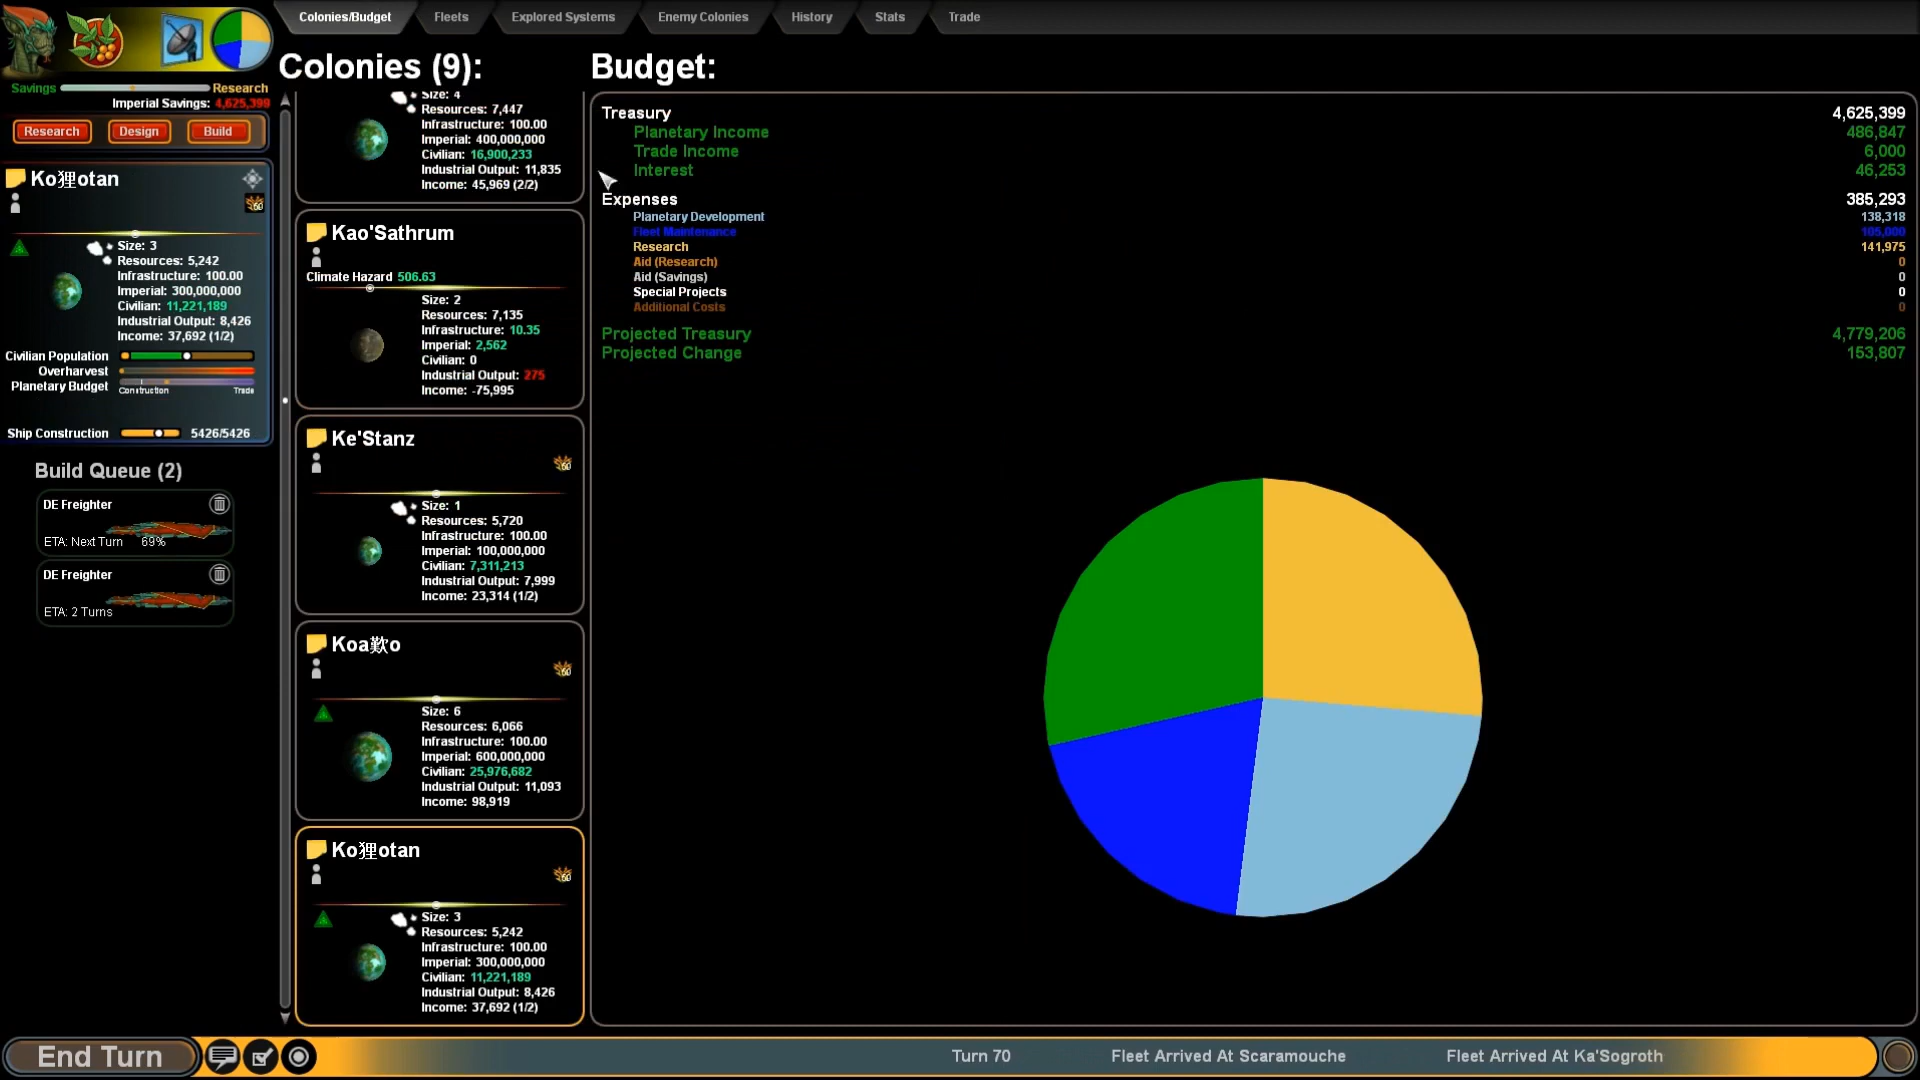 Colonies/Budget
Fleets
Explored Systems
Enemy Colonies
History
Stats
Trade
Savings
Research
Imperial Savings: 4,625,399
Research
Design
Build
Ko狸otan
60
Size: 3
Resources: 5,242
Infrastructure: 100.00
Imperial: 300,000,000
Civilian: 11,221,189
Industrial Output: 8,426
Income: 37,692 (1/2)
Civilian Population
Overharvest
Planetary Budget
Construction
Trade
Ship Construction
5426/5426
Build Queue (2)
DE Freighter
ETA: Next Turn 69%
DE Freighter
ETA: 2 Turns
Colonies (9):
Size: 4
Resources: 7,447
Infrastructure: 100.00
Imperial: 400,000,000
Civilian: 16,900,233
Industrial Output: 11,835
Income: 45,969 (2/2)
Kao'Sathrum
Climate Hazard 506.63
Size: 2
Resources: 7,135
Infrastructure: 10.35
Imperial: 2,562
Civilian: 0
Industrial Output: 275
Income: -75,995
Ke'Stanz
60
Size: 1
Resources: 5,720
Infrastructure: 100.00
Imperial: 100,000,000
Civilian: 7,311,213
Industrial Output: 7,999
Income: 23,314 (1/2)
Koa歎o
60
Size: 6
Resources: 6,066
Infrastructure: 100.00
Imperial: 600,000,000
Civilian: 25,976,682
Industrial Output: 11,093
Income: 98,919
Ko狸otan
60
Size: 3
Resources: 5,242
Infrastructure: 100.00
Imperial: 300,000,000
Civilian: 11,221,189
Industrial Output: 8,426
Income: 37,692 (1/2)
Budget:
Treasury 4,625,399
Planetary Income 486,847
Trade Income 6,000
Interest 46,253
Expenses 385,293
Planetary Development 138,318
Fleet Maintenance 105,000
Research 141,975
Aid (Research) 0
Aid (Savings) 0
Special Projects 0
Additional Costs 0
Projected Treasury 4,779,206
Projected Change 153,807
End Turn
Turn 70
Fleet Arrived At Scaramouche
Fleet Arrived At Ka'Sogroth